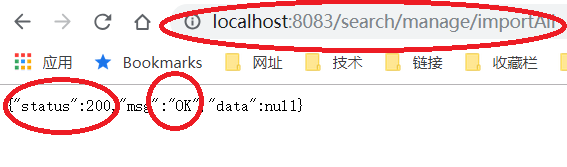 localhost:8083/search/manage/importAll
应用 Bookmarks 网址 技术 链接 收藏栏
{"status":200,"msg":"OK","data":null}